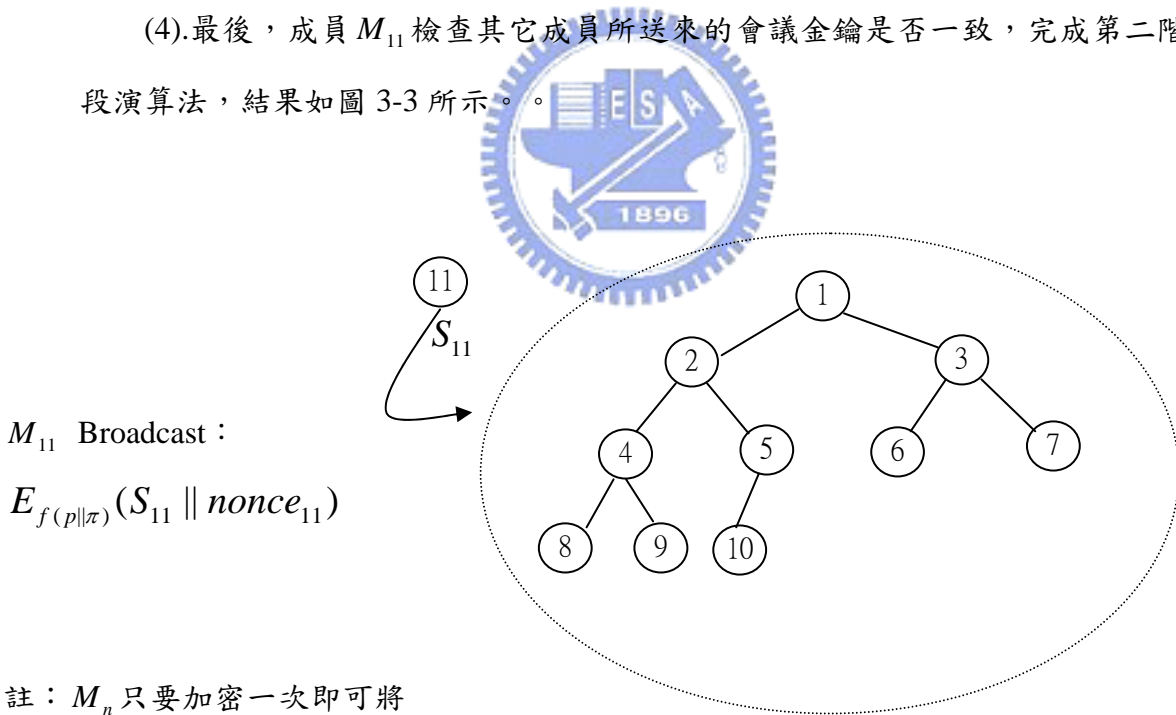 (4).最後，成員 M₁₁ 檢查其它成員所送來的會議金鑰是否一致，完成第二階
段演算法，結果如圖 3-3 所示。。
E S A
1896
11
S₁₁
1
2
3
4
5
6
7
8
9
10
M₁₁ Broadcast：
E_{f(p||π)}(S₁₁ || nonce₁₁)
註： Mₙ 只要加密一次即可將